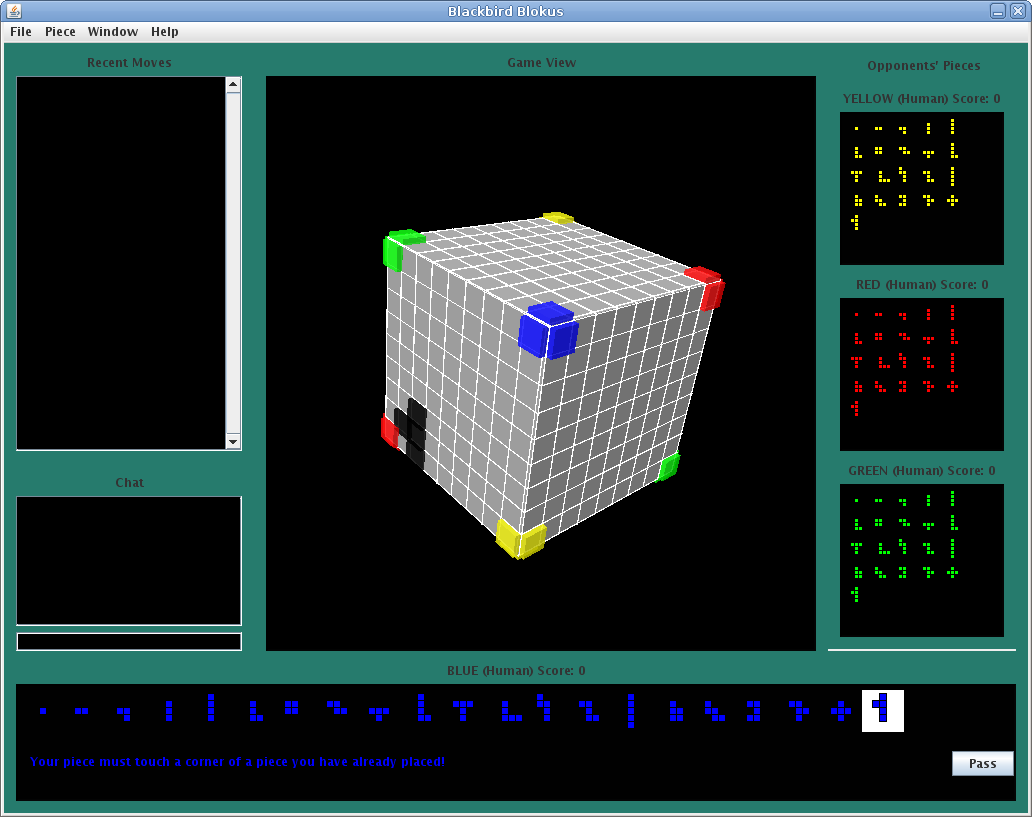 Blackbird Blokus
File Piece Window Help
Recent Moves
Game View
Opponents' Pieces
YELLOW (Human) Score: 0
RED (Human) Score: 0
GREEN (Human) Score: 0
Chat
BLUE (Human) Score: 0
Your piece must touch a corner of a piece you have already placed!
Pass